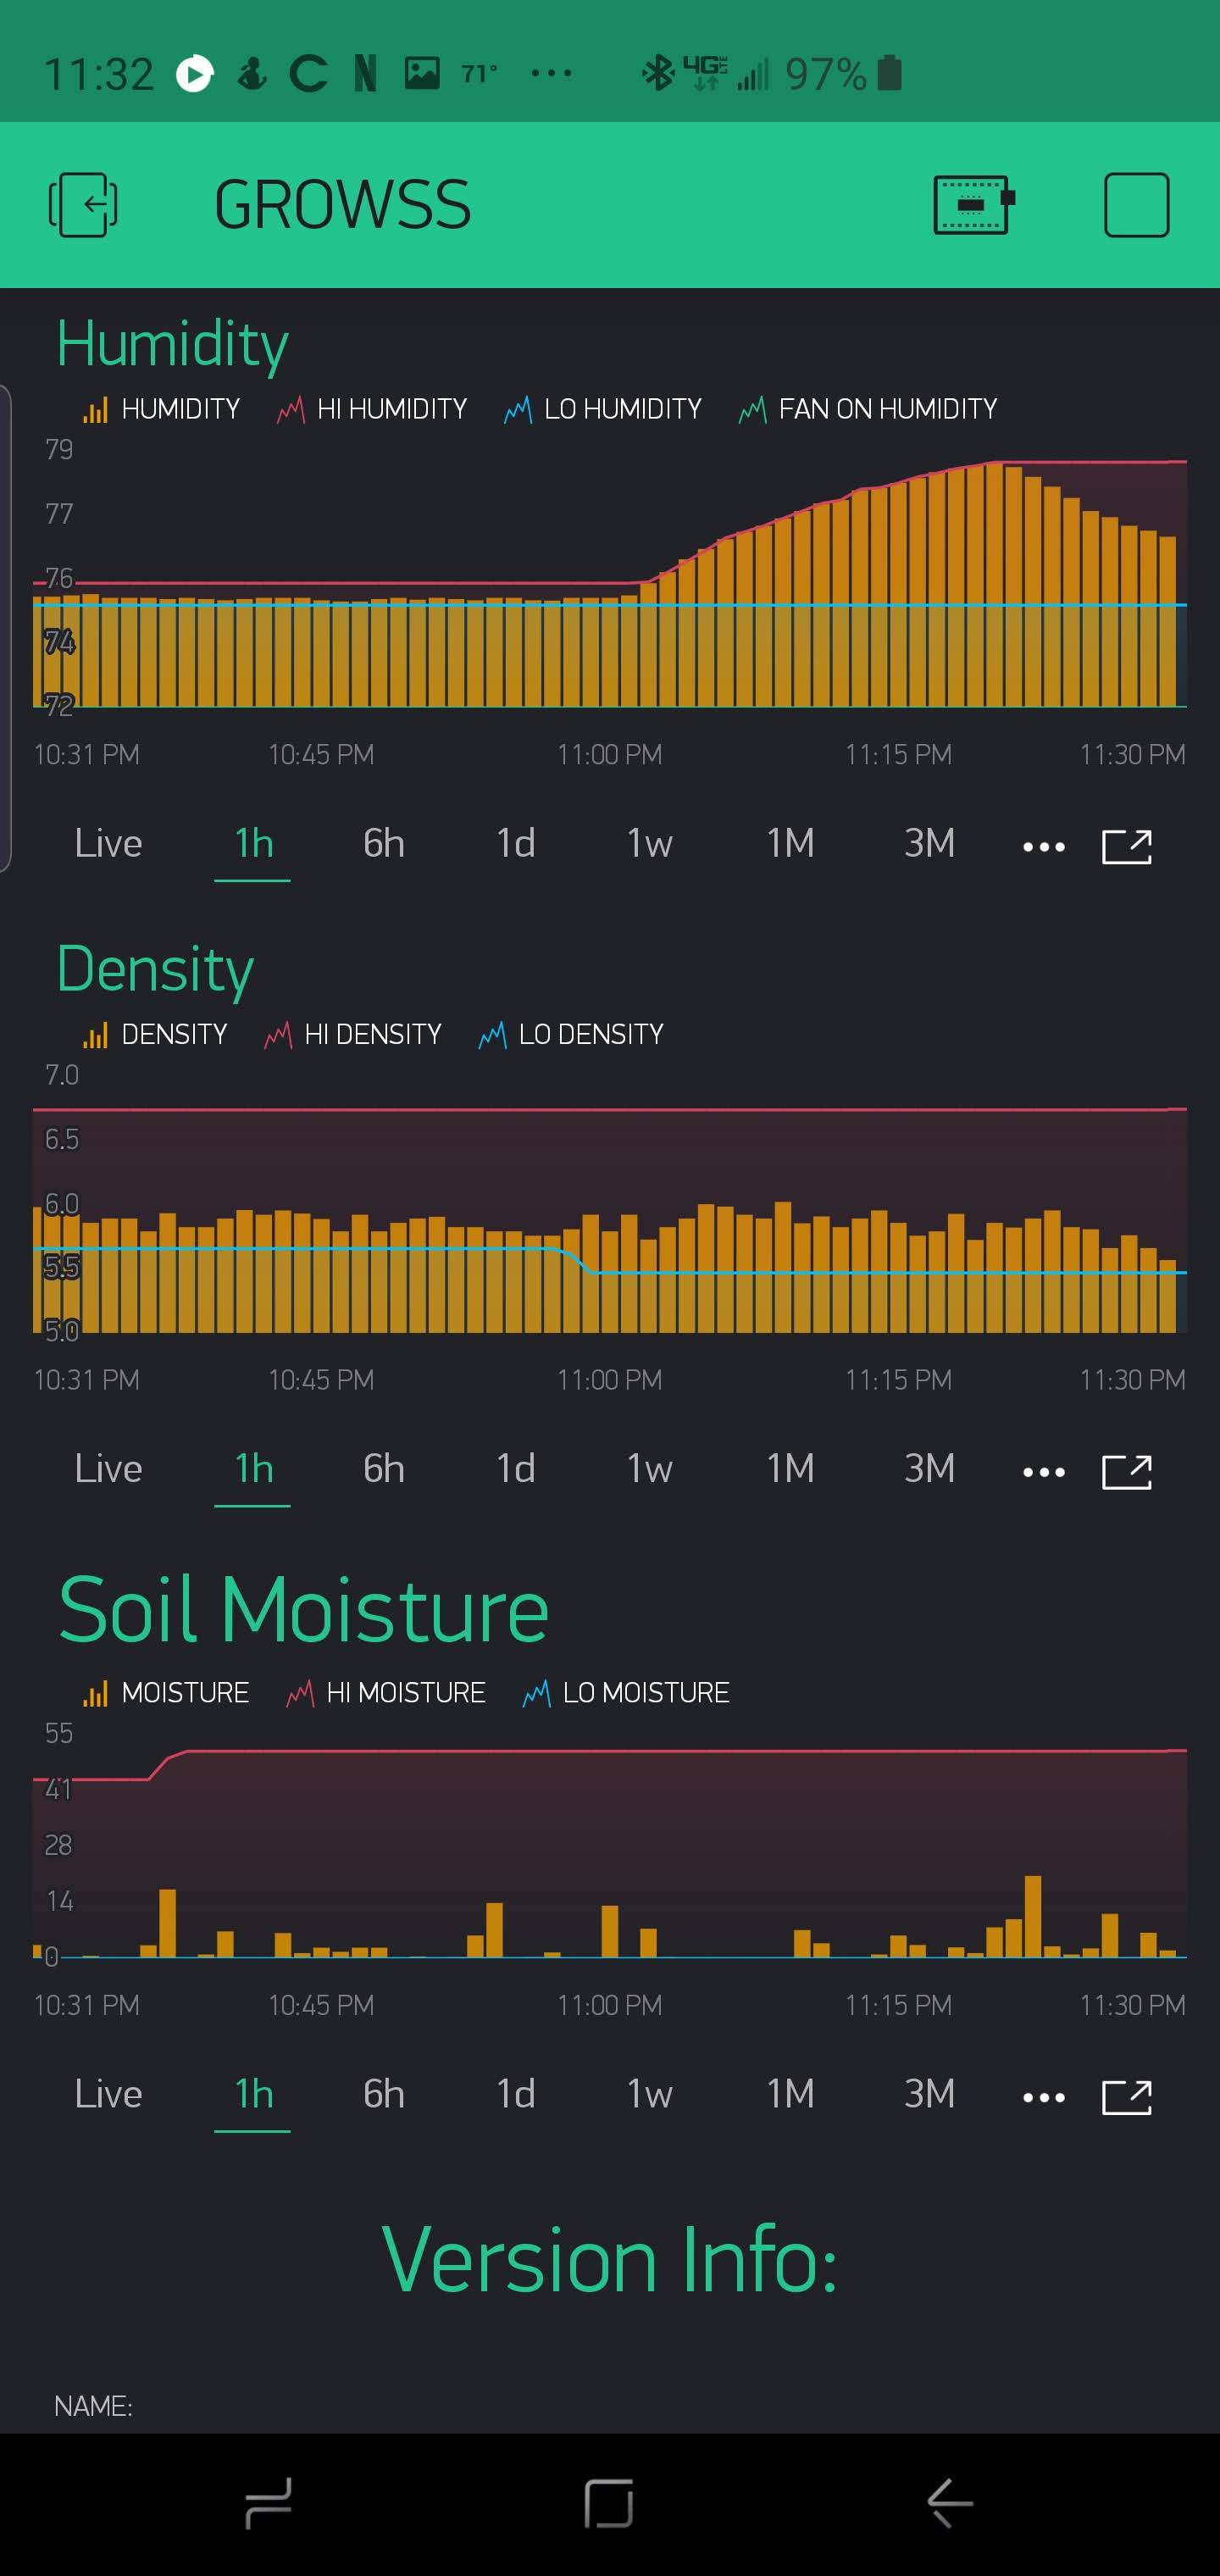 11:32 71° 4G LTE 97%
GROWSS
Humidity
HUMIDITY HI HUMIDITY LO HUMIDITY FAN ON HUMIDITY
79
77
76
74
72
10:31 PM 10:45 PM 11:00 PM 11:15 PM 11:30 PM
Live 1h 6h 1d 1w 1M 3M
Density
DENSITY HI DENSITY LO DENSITY
7.0
6.5
6.0
5.5
5.0
10:31 PM 10:45 PM 11:00 PM 11:15 PM 11:30 PM
Live 1h 6h 1d 1w 1M 3M
Soil Moisture
MOISTURE HI MOISTURE LO MOISTURE
55
41
28
14
0
10:31 PM 10:45 PM 11:00 PM 11:15 PM 11:30 PM
Live 1h 6h 1d 1w 1M 3M
Version Info:
NAME: